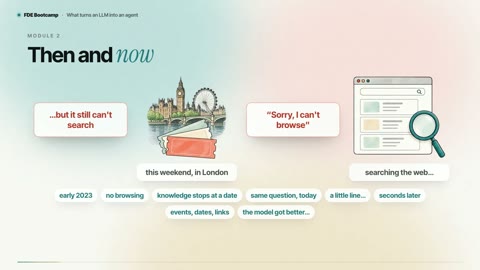 FDE Bootcamp · What turns an LLM into an agent
MODULE 2
Then and now
...but it still can't
search
"Sorry, I can't
browse"
this weekend, in London
searching the web...
early 2023
no browsing
knowledge stops at a date
same question, today
a little line...
seconds later
events, dates, links
the model got better...